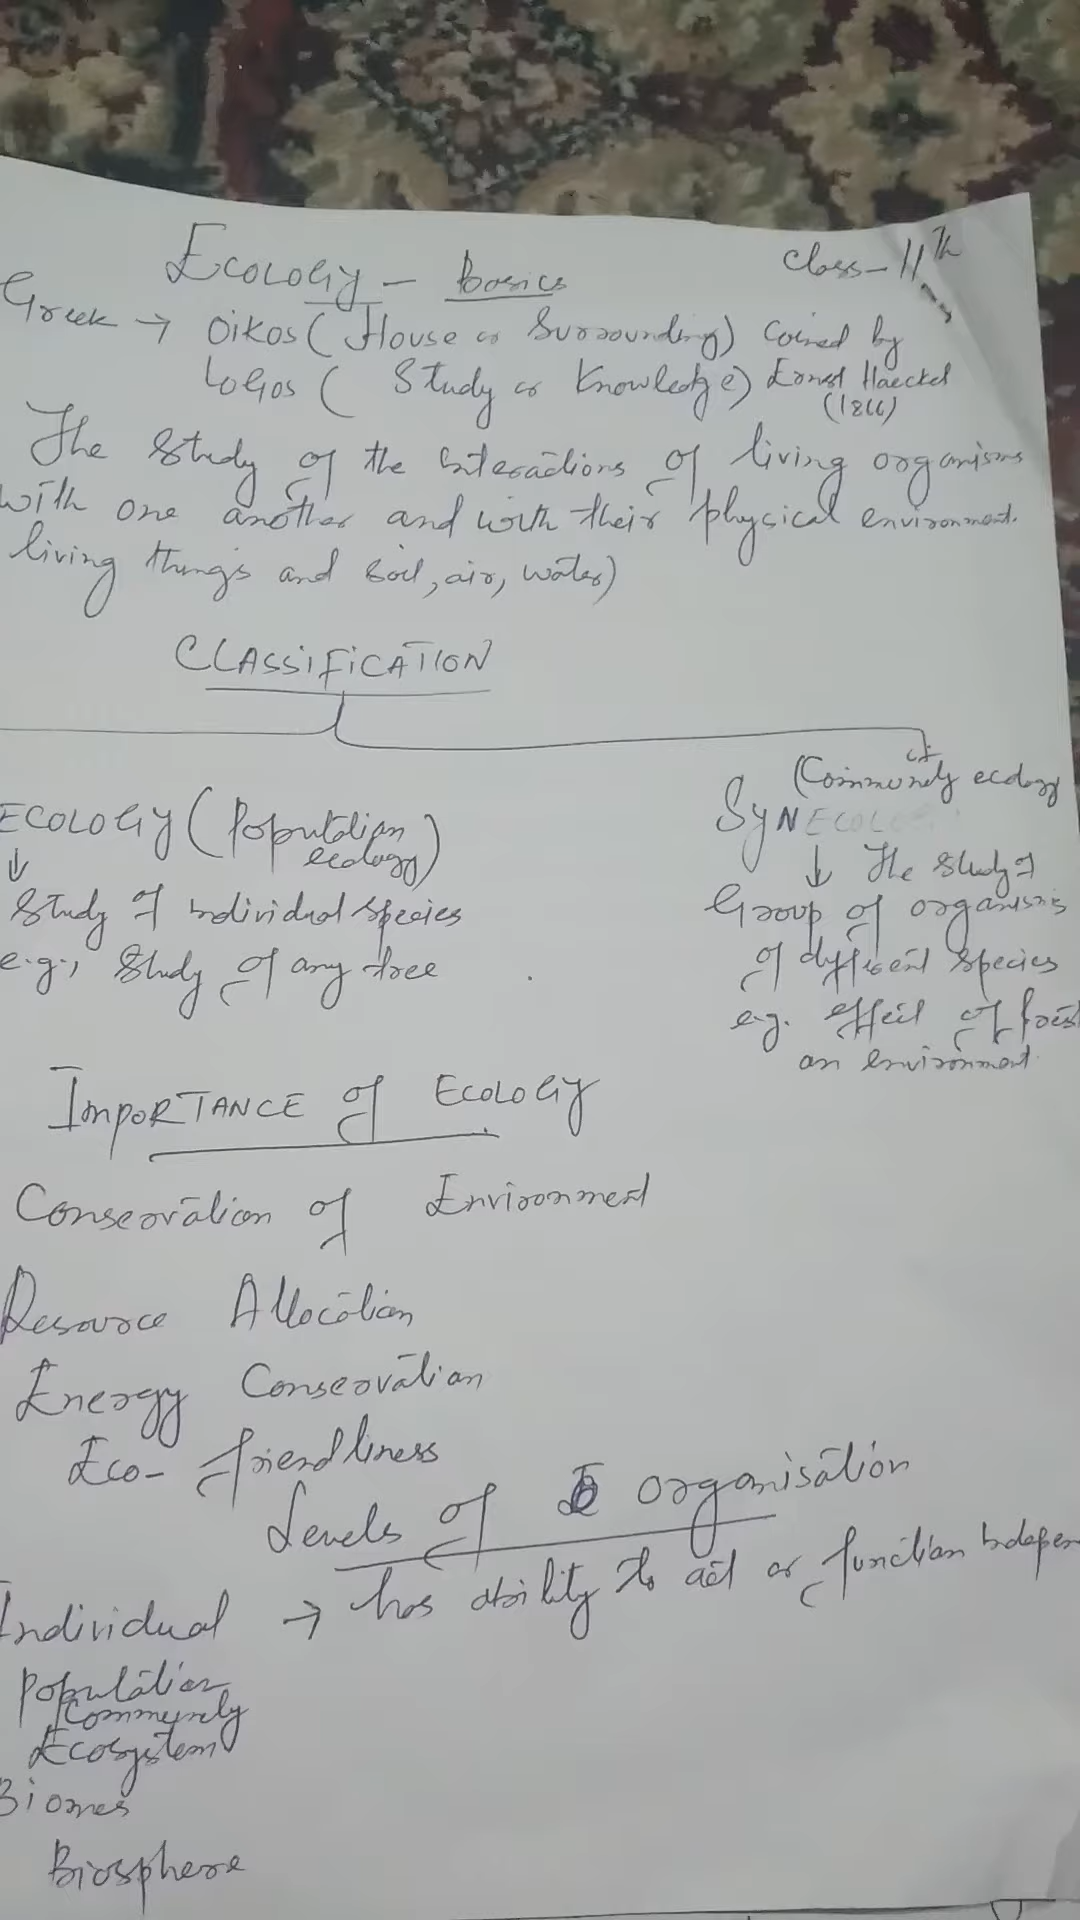 Ecology - Basics
Class-11th
Greek → Oikos (House or Surrounding) Coined by
Logos ( Study or Knowledge) Ernst Haeckel
(1866)
The Study of the interactions of living organisms
with one another and with their physical environment.
living things and soil, air, water)
CLASSIFICATION
(Community ecology
ECOLOGY (Population
ecology)
SYNECOLO
↓ The study of
Study of individual species
Group of organisms
e.g., Study of any tree
of different species
e.g. effect of forest
an environment.
IMPORTANCE of ECOLOGY
Conservation of Environment
Resource Allocation
Energy Conservation
Eco-friendliness
Levels of organisation
Individual → has ability to act or function indepen
Population
Community
Ecosystem
Biomes
Biosphere